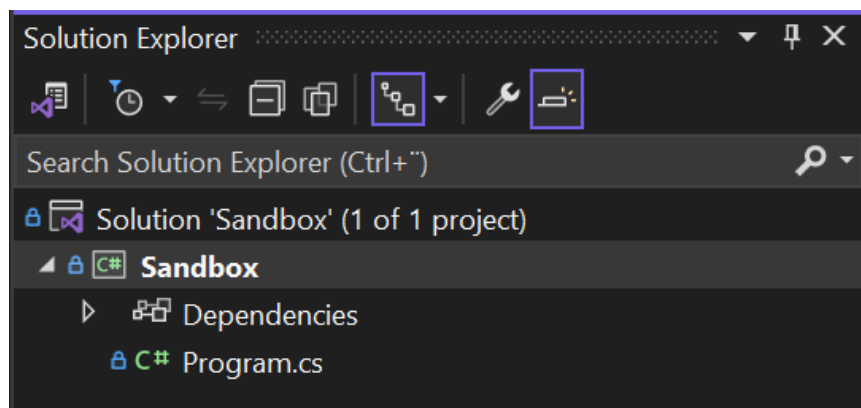 Solution Explorer
Search Solution Explorer (Ctrl+¨)
Solution 'Sandbox' (1 of 1 project)
C# Sandbox
Dependencies
C# Program.cs